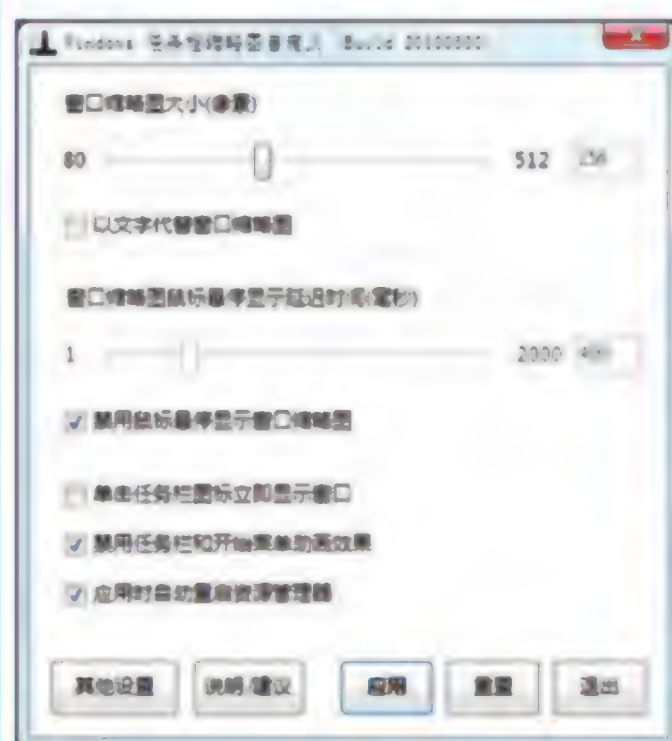 窗口缩略图大小(像素)
80 512 256
以文字代替窗口缩略图
窗口缩略图鼠标悬停显示延迟时间(毫秒)
1 2000 400
禁用鼠标悬停显示窗口缩略图
单击任务栏图标立即显示窗口
禁用任务栏和开始菜单动画效果
应用时自动重启资源管理器
其他设置 说明/建议 应用 重置 退出